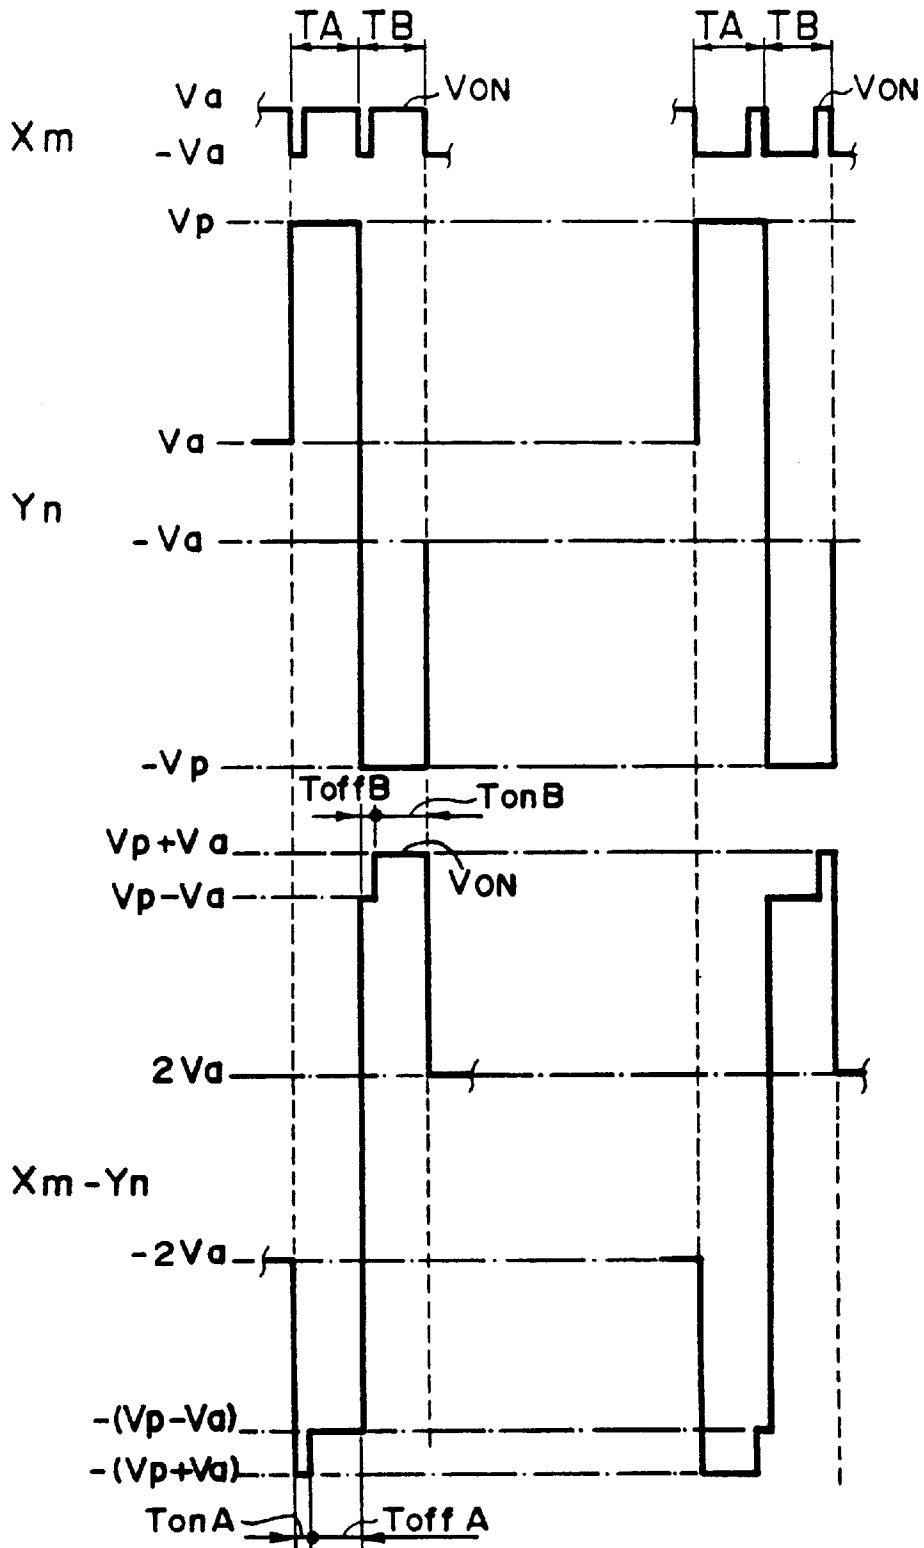 TA TB TA TB
Va VON VON
Xm
-Va
Vp
Va
Yn
-Va
-Vp
ToffB TonB
Vp+Va
VON
Vp-Va
2Va
Xm-Yn
-2Va
-(Vp-Va)
-(Vp+Va)
TonA ToffA